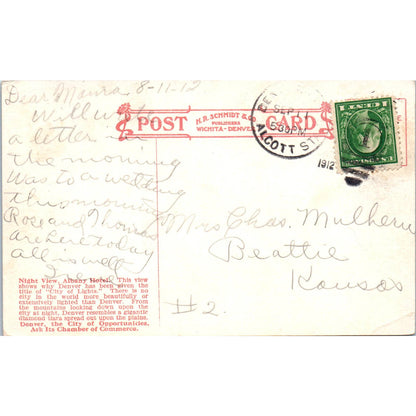 Dear Mama 8-11-12
Will write
a letter in
the morning
Was to a wedding
this morning
Rose and Thomas
are here today
all is well
POST CARD
H.R. SCHMIDT & CO.
PUBLISHERS
WICHITA - DENVER
SEP 11
530PM
ALCOTT ST
1912
Mrs Chas. Mulhern
Beattie
Kansas
#2.
Night View, Albany Hotel. This view
shows why Denver has been given the
title of "City of Lights." There is no
city in the world more beautifully or
extensively lighted than Denver. From
the mountains looking down upon the
city at night, Denver resembles a gigantic
diamond tiara spread out upon the plains.
Denver, the City of Opportunities,
Ask Its Chamber of Commerce.